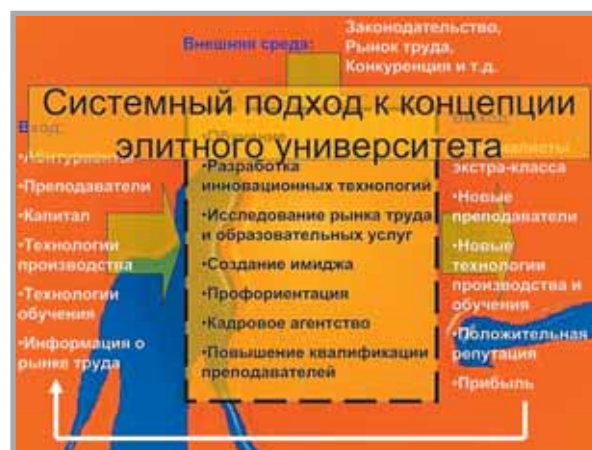 Внешняя среда:
Законодательство,
Рынок труда,
Конкуренция и т.д.
Системный подход к концепции
элитного университета
Вход:
•Абитуриенты
•Преподаватели
•Капитал
•Технологии
производства
•Технологии
обучения
•Информация о
рынке труда
•Обучение
•Разработка
инновационных технологий
•Исследование рынка труда
и образовательных услуг
•Создание имиджа
•Профориентация
•Кадровое агентство
•Повышение квалификации
преподавателей
экстра-класса
•Новые
преподаватели
•Новые
технологии
производства и
обучения
•Положительная
репутация
•Прибыль